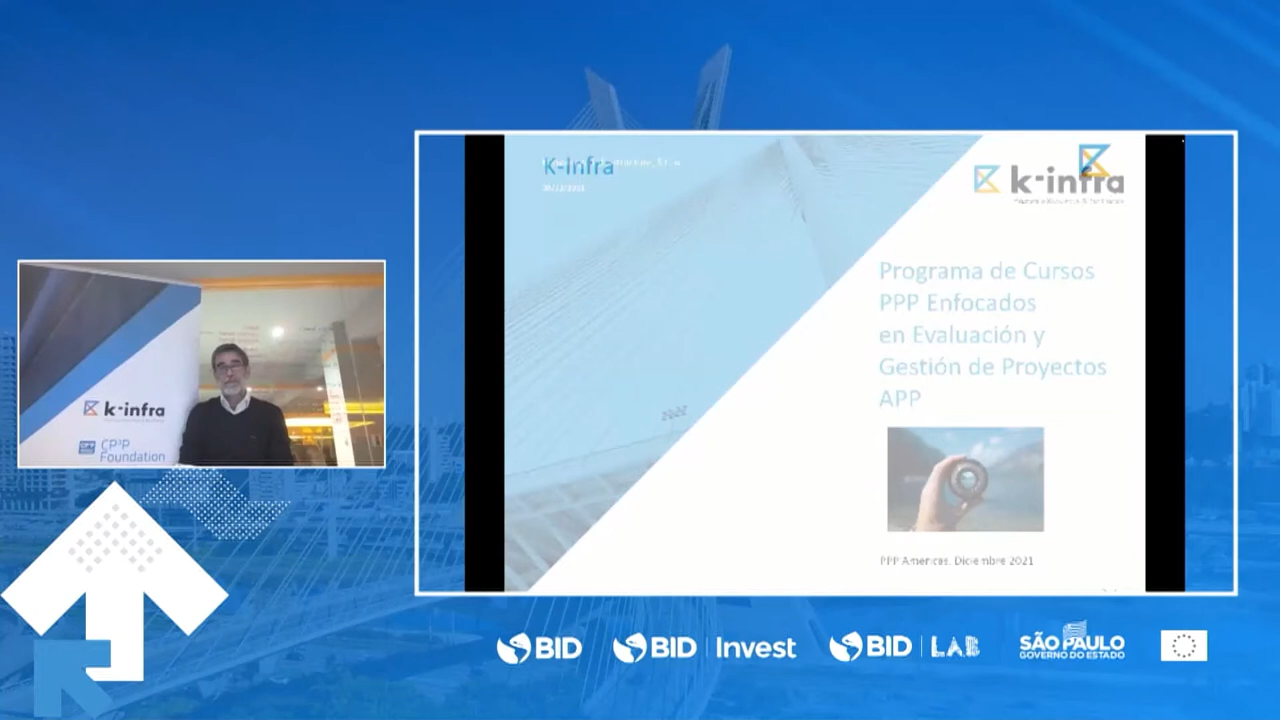 k-infra
CP³P
Foundation
K-Infra
k-infra
Programa de Cursos
PPP Enfocados
en Evaluación y
Gestión de Proyectos
APP
PPP Americas. Diciembre 2021
BID
BID Invest
BID LAB
SÃO PAULO
GOVERNO DO ESTADO